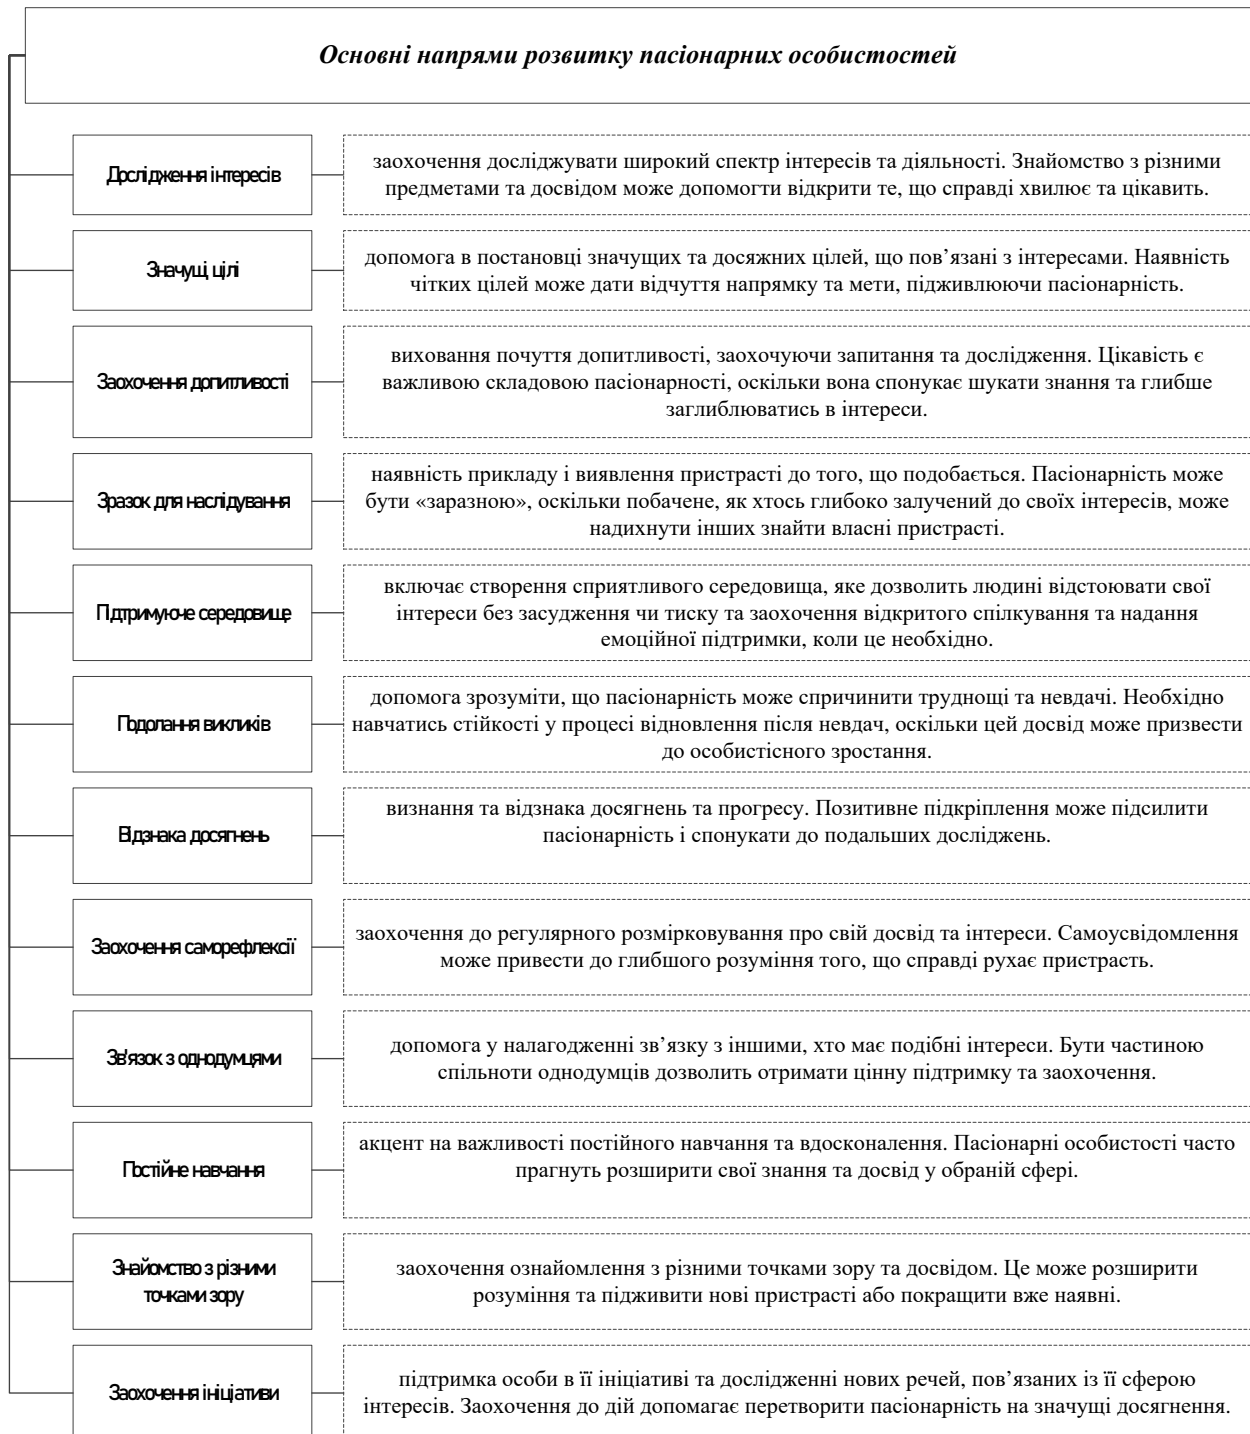 Основні напрями розвитку пасіонарних особистостей
Дослідження інтересів
заохочення досліджувати широкий спектр інтересів та діяльності. Знайомство з різними
предметами та досвідом може допомогти відкрити те, що справді хвилює та цікавить.
Значущі цілі
допомога в постановці значущих та досяжних цілей, що пов’язані з інтересами. Наявність
чітких цілей може дати відчуття напрямку та мети, підживлюючи пасіонарність.
Заохочення допитливості
виховання почуття допитливості, заохочуючи запитання та дослідження. Цікавість є
важливою складовою пасіонарності, оскільки вона спонукає шукати знання та глибше
заглиблюватись в інтереси.
Зразок для наслідування
наявність прикладу і виявлення пристрасті до того, що подобається. Пасіонарність може
бути «заразною», оскільки побачене, як хтось глибоко залучений до своїх інтересів, може
надихнути інших знайти власні пристрасті.
Підтримуюче середовище
включає створення сприятливого середовища, яке дозволить людині відстоювати свої
інтереси без засудження чи тиску та заохочення відкритого спілкування та надання
емоційної підтримки, коли це необхідно.
Подолання викликів
допомога зрозуміти, що пасіонарність може спричинити труднощі та невдачі. Необхідно
навчатись стійкості у процесі відновлення після невдач, оскільки цей досвід може призвести
до особистісного зростання.
Відзнака досягнень
визнання та відзнака досягнень та прогресу. Позитивне підкріплення може підсилити
пасіонарність і спонукати до подальших досліджень.
Заохочення саморефлексії
заохочення до регулярного розмірковування про свій досвід та інтереси. Самоусвідомлення
може привести до глибшого розуміння того, що справді рухає пристрасть.
Зв'язок з однодумцями
допомога у налагодженні зв’язку з іншими, хто має подібні інтереси. Бути частиною
спільноти однодумців дозволить отримати цінну підтримку та заохочення.
Постійне навчання
акцент на важливості постійного навчання та вдосконалення. Пасіонарні особистості часто
прагнуть розширити свої знання та досвід у обраній сфері.
Знайомство з різними
точками зору
заохочення ознайомлення з різними точками зору та досвідом. Це може розширити
розуміння та підживити нові пристрасті або покращити вже наявні.
Заохочення ініціативи
підтримка особи в її ініціативі та дослідженні нових речей, пов’язаних із її сферою
інтересів. Заохочення до дій допомагає перетворити пасіонарність на значущі досягнення.